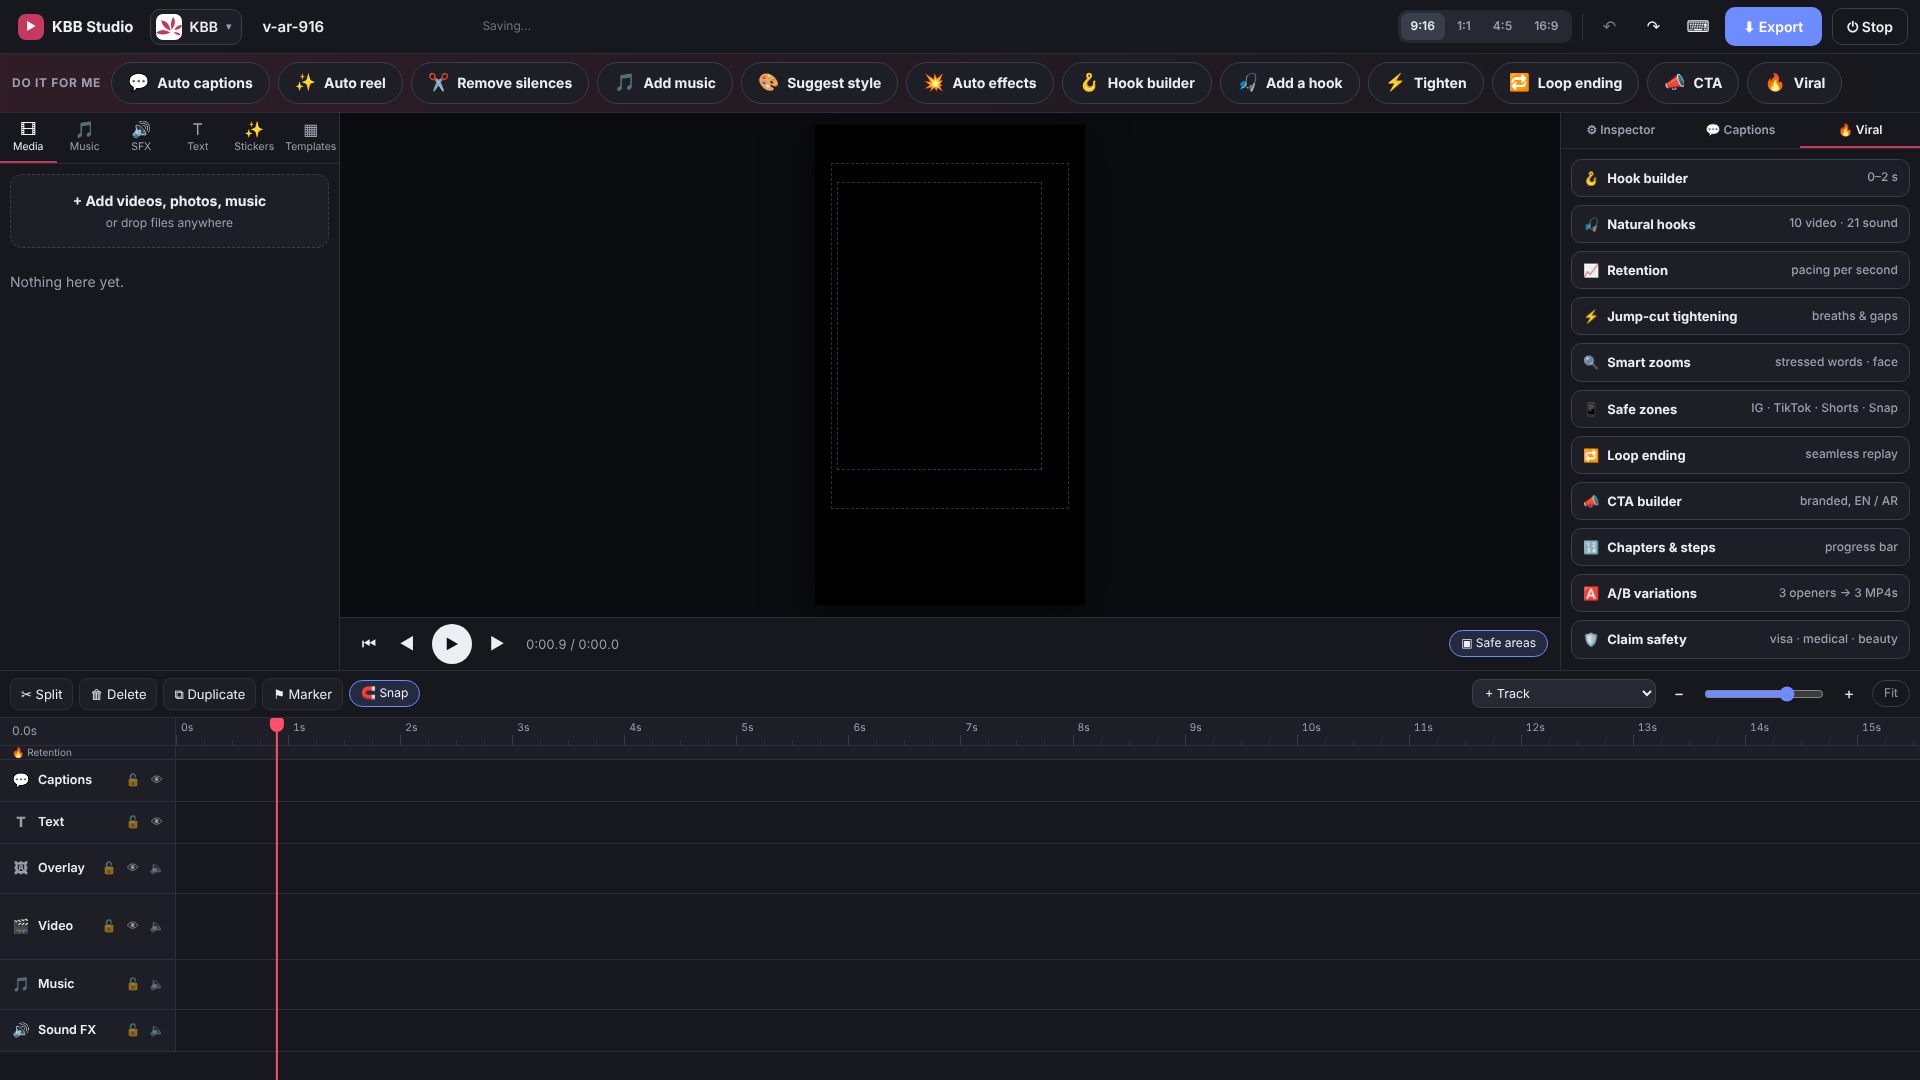 KBB Studio
KBB
v-ar-916
Saving...
9:16
1:1
4:5
16:9
Export
Stop
DO IT FOR ME
Auto captions
Auto reel
Remove silences
Add music
Suggest style
Auto effects
Hook builder
Add a hook
Tighten
Loop ending
CTA
Viral
Media
Music
SFX
T
Text
Stickers
Templates
+ Add videos, photos, music
or drop files anywhere
Nothing here yet.
Inspector
Captions
Viral
Hook builder 0–2 s
Natural hooks 10 video · 21 sound
Retention pacing per second
Jump-cut tightening breaths & gaps
Smart zooms stressed words · face
Safe zones IG · TikTok · Shorts · Snap
Loop ending seamless replay
CTA builder branded, EN / AR
Chapters & steps progress bar
A/B variations 3 openers → 3 MP4s
Claim safety visa · medical · beauty
0:00.9 / 0:00.0
Safe areas
Split
Delete
Duplicate
Marker
Snap
+ Track
−
+
Fit
0.0s
0s 1s 2s 3s 4s 5s 6s 7s 8s 9s 10s 11s 12s 13s 14s 15s
Retention
Captions
T Text
Overlay
Video
Music
Sound FX